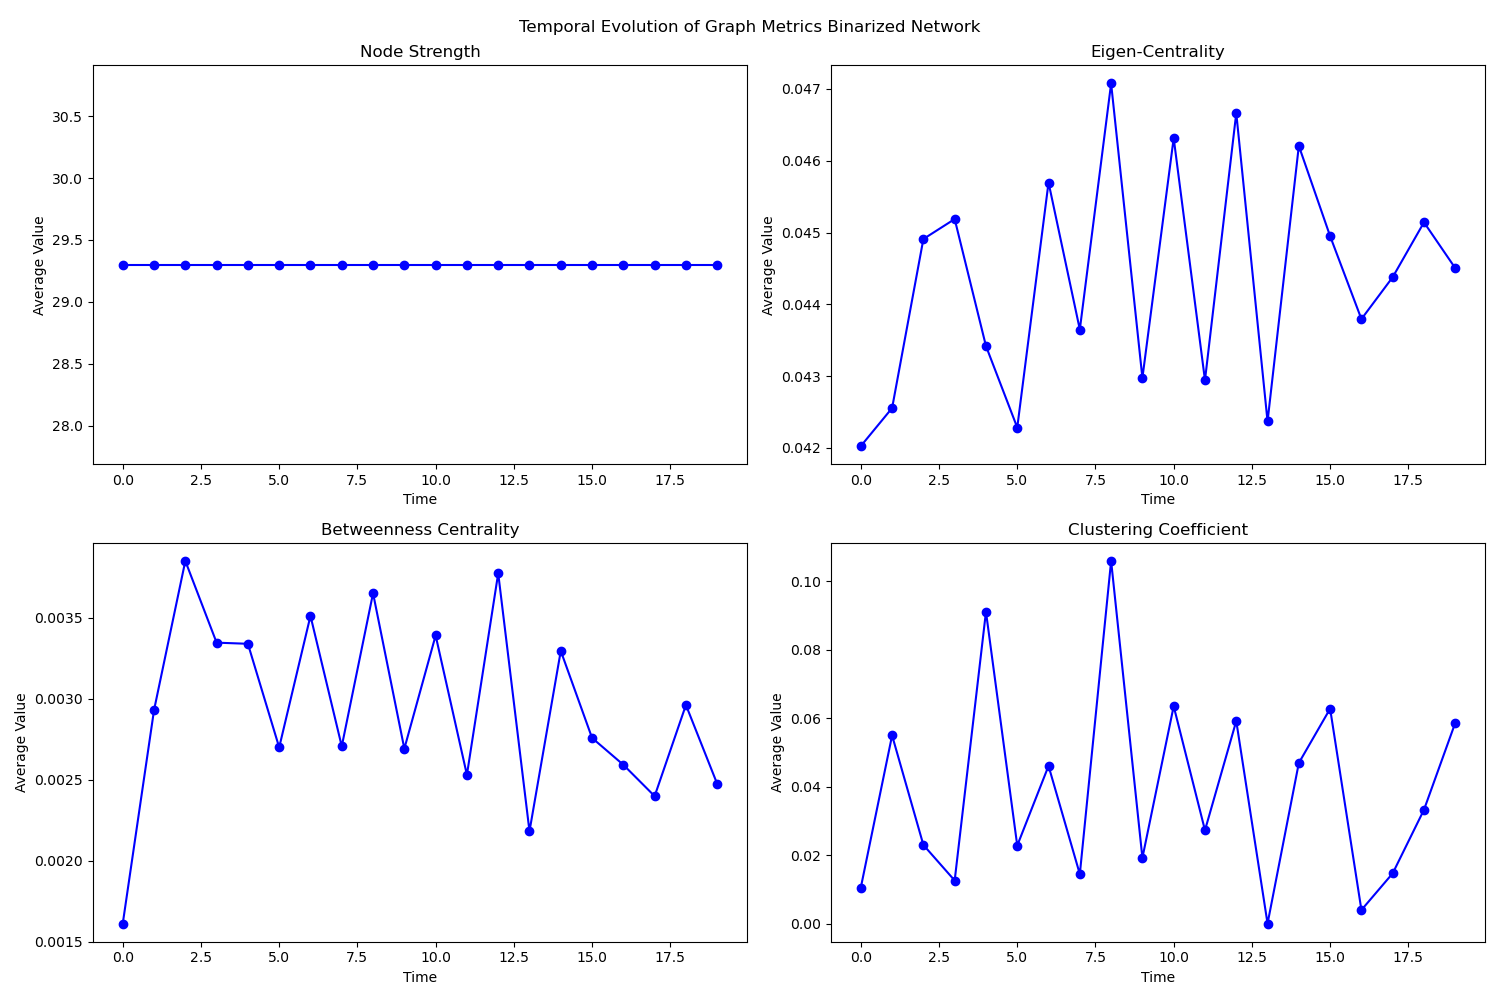 Temporal Evolution of Graph Metrics Binarized Network
Node Strength
Average Value
30.5
30.0
29.5
29.0
28.5
28.0
0.0 2.5 5.0 7.5 10.0 12.5 15.0 17.5
Time
Eigen-Centrality
Average Value
0.047
0.046
0.045
0.044
0.043
0.042
0.0 2.5 5.0 7.5 10.0 12.5 15.0 17.5
Time
Betweenness Centrality
Average Value
0.0035
0.0030
0.0025
0.0020
0.0015
0.0 2.5 5.0 7.5 10.0 12.5 15.0 17.5
Time
Clustering Coefficient
Average Value
0.10
0.08
0.06
0.04
0.02
0.00
0.0 2.5 5.0 7.5 10.0 12.5 15.0 17.5
Time